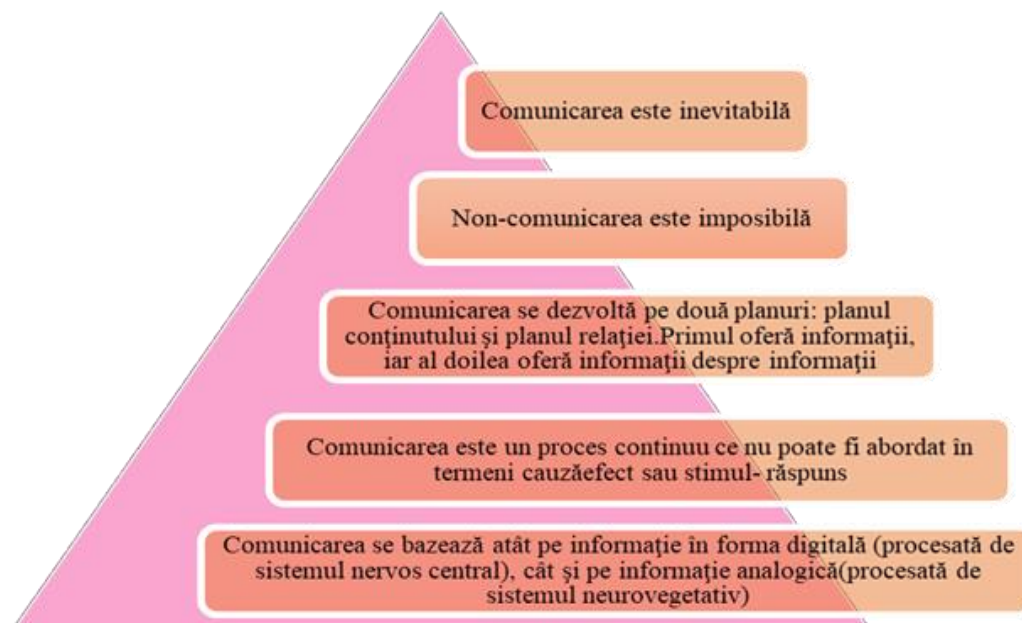 Comunicarea este inevitabilă
Non-comunicarea este imposibilă
Comunicarea se dezvoltă pe două planuri: planul
conţinutului şi planul relaţiei.Primul oferă informaţii,
iar al doilea oferă informaţii despre informaţii
Comunicarea este un proces continuu ce nu poate fi abordat în
termeni cauzăefect sau stimul- răspuns
Comunicarea se bazează atât pe informaţie în forma digitală (procesată de
sistemul nervos central), cât şi pe informaţie analogică(procesată de
sistemul neurovegetativ)